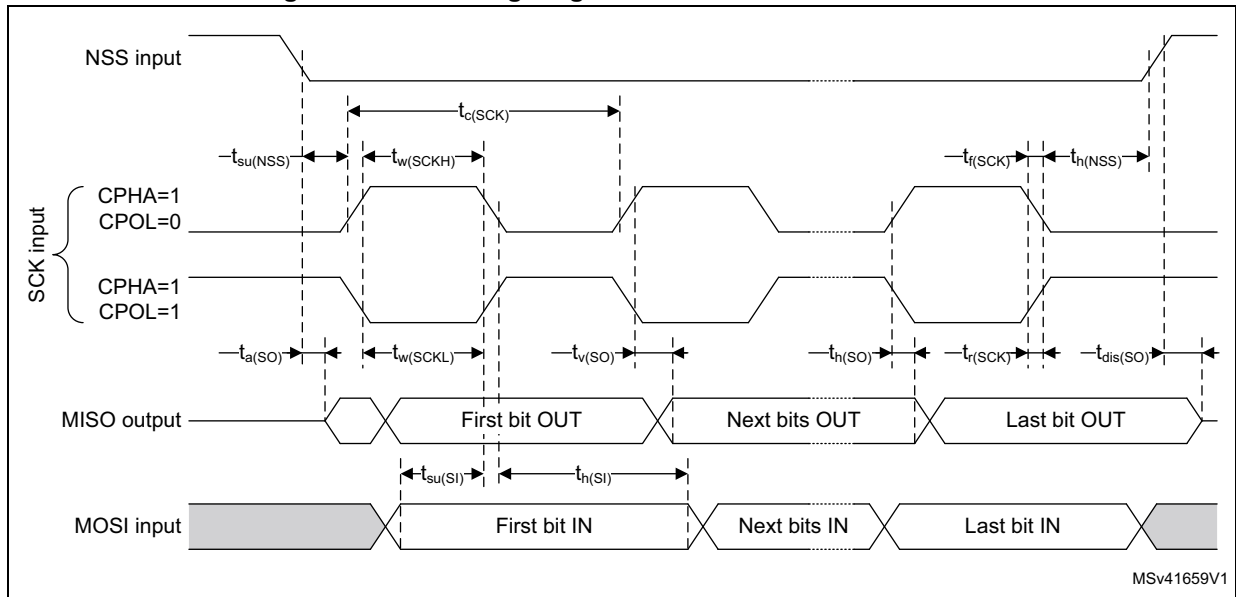 NSS input
tc(SCK)
tsu(NSS)
tw(SCKH)
tf(SCK)
th(NSS)
SCK input
CPHA=1
CPOL=0
CPHA=1
CPOL=1
ta(SO)
tw(SCKL)
tv(SO)
th(SO)
tr(SCK)
tdis(SO)
MISO output
First bit OUT
Next bits OUT
Last bit OUT
tsu(SI)
th(SI)
MOSI input
First bit IN
Next bits IN
Last bit IN
MSv41659V1